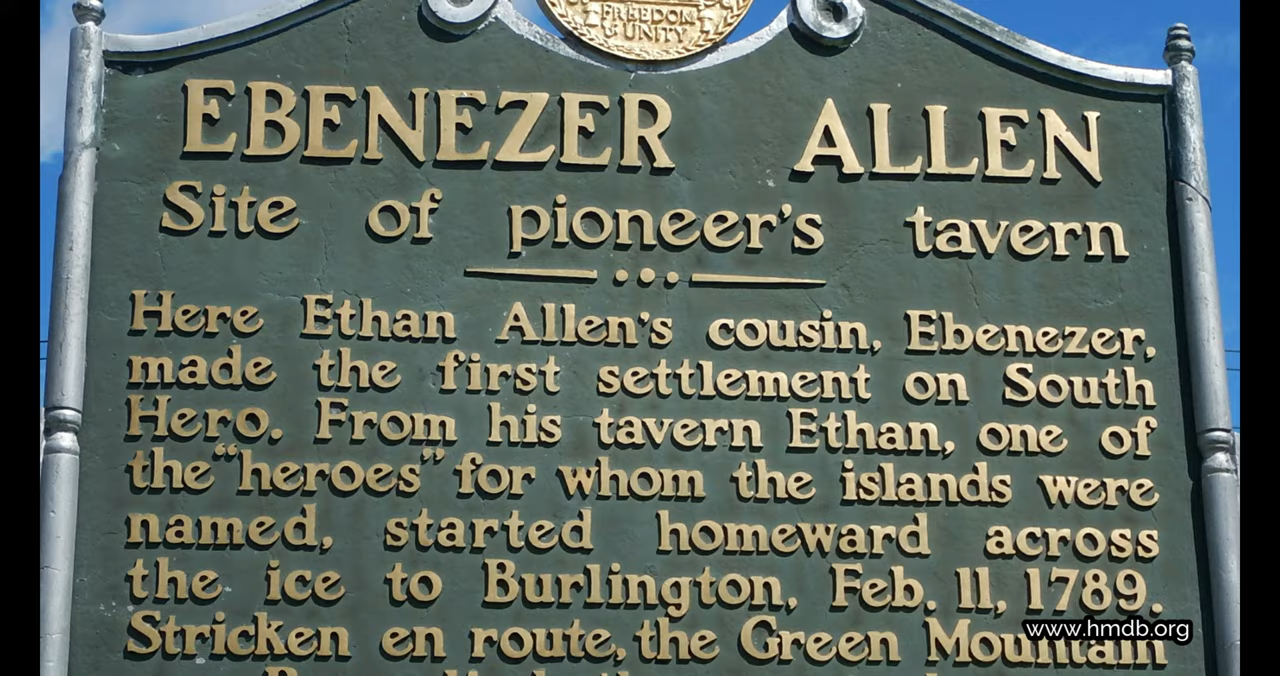 FREEDOM
& UNITY
EBENEZER ALLEN
Site of pioneer's tavern
Here Ethan Allen's cousin, Ebenezer,
made the first settlement on South
Hero. From his tavern Ethan, one of
the "heroes" for whom the islands were
named, started homeward across
the ice to Burlington, Feb. 11, 1789.
Stricken en route, the Green Mountain
www.hmdb.org